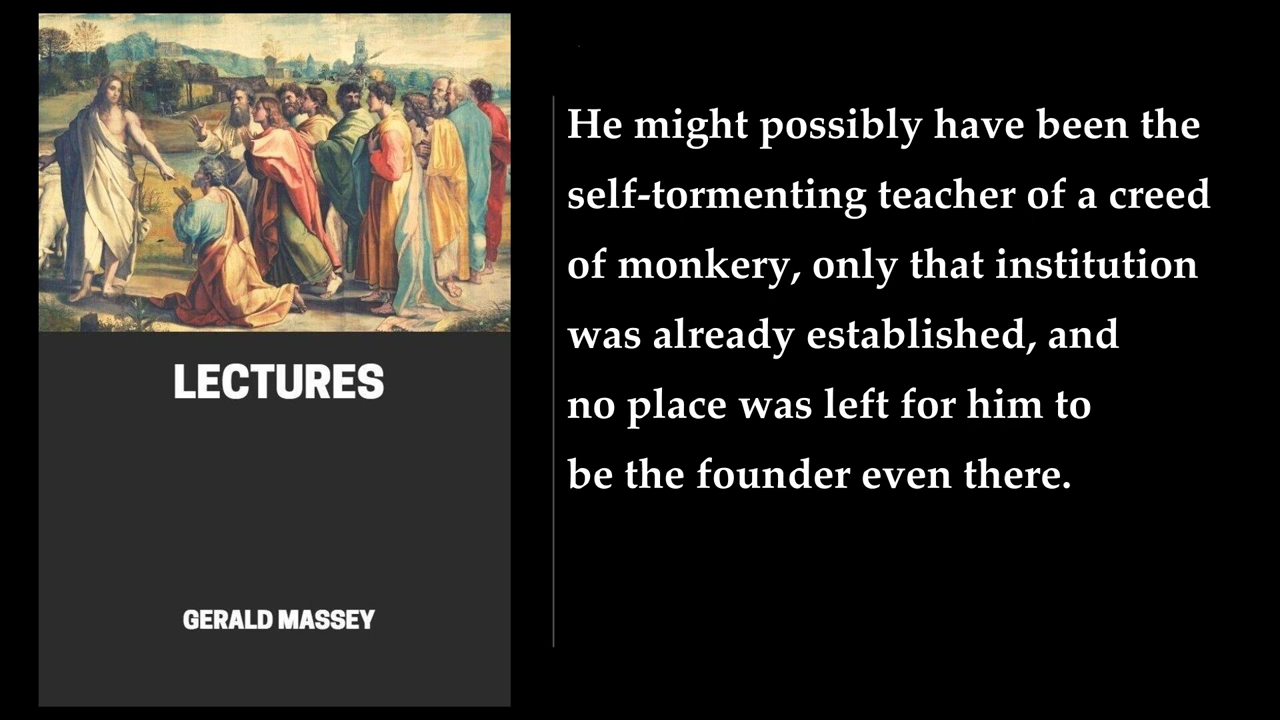 LECTURES
GERALD MASSEY
He might possibly have been the
self-tormenting teacher of a creed
of monkery, only that institution
was already established, and
no place was left for him to
be the founder even there.